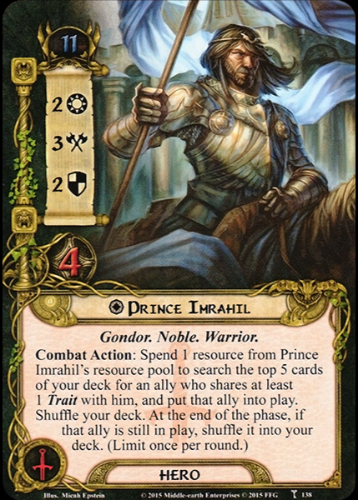 11
2
3
2
4
PRINCE IMRAHIL
Gondor. Noble. Warrior.
Combat Action: Spend 1 resource from Prince
Imrahil's resource pool to search the top 5 cards
of your deck for an ally who shares at least
1 Trait with him, and put that ally into play.
Shuffle your deck. At the end of the phase, if
that ally is still in play, shuffle it into your
deck. (Limit once per round.)
HERO
Illus. Micah Epstein © 2015 Middle-earth Enterprises © 2015 FFG 138